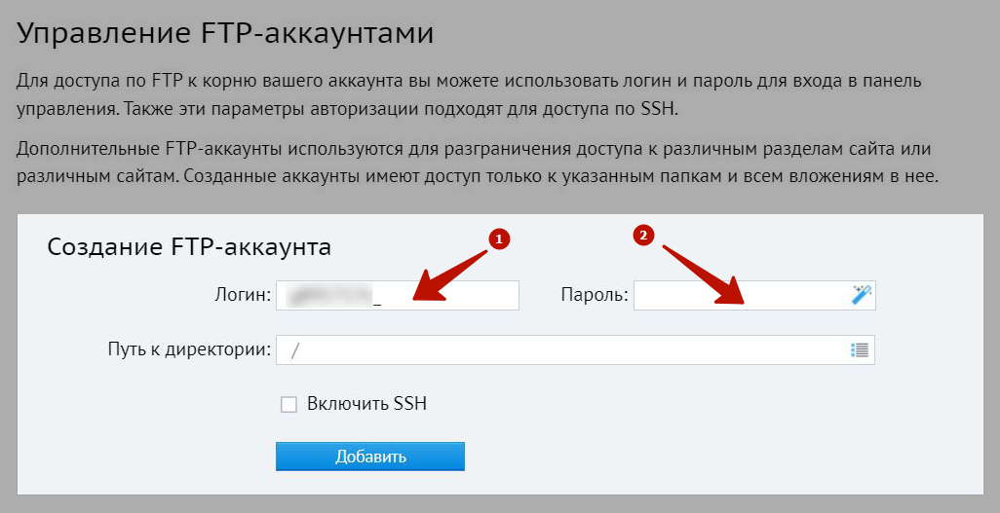 Управление FTP-аккаунтами
Для доступа по FTP к корню вашего аккаунта вы можете использовать логин и пароль для входа в панель
управления. Также эти параметры авторизации подходят для доступа по SSH.
Дополнительные FTP-аккаунты используются для разграничения доступа к различным разделам сайта или
различным сайтам. Созданные аккаунты имеют доступ только к указанным папкам и всем вложениям в нее.
Создание FTP-аккаунта
1
2
Логин: _ Пароль:
Путь к директории: /
Включить SSH
Добавить